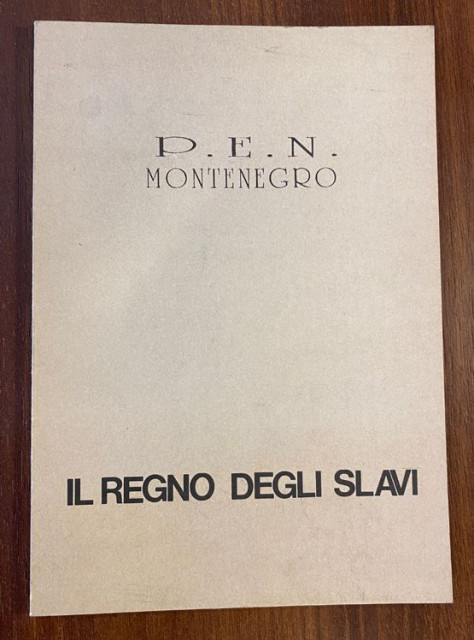 P.E.N.
MONTENEGRO
IL REGNO DEGLI SLAVI